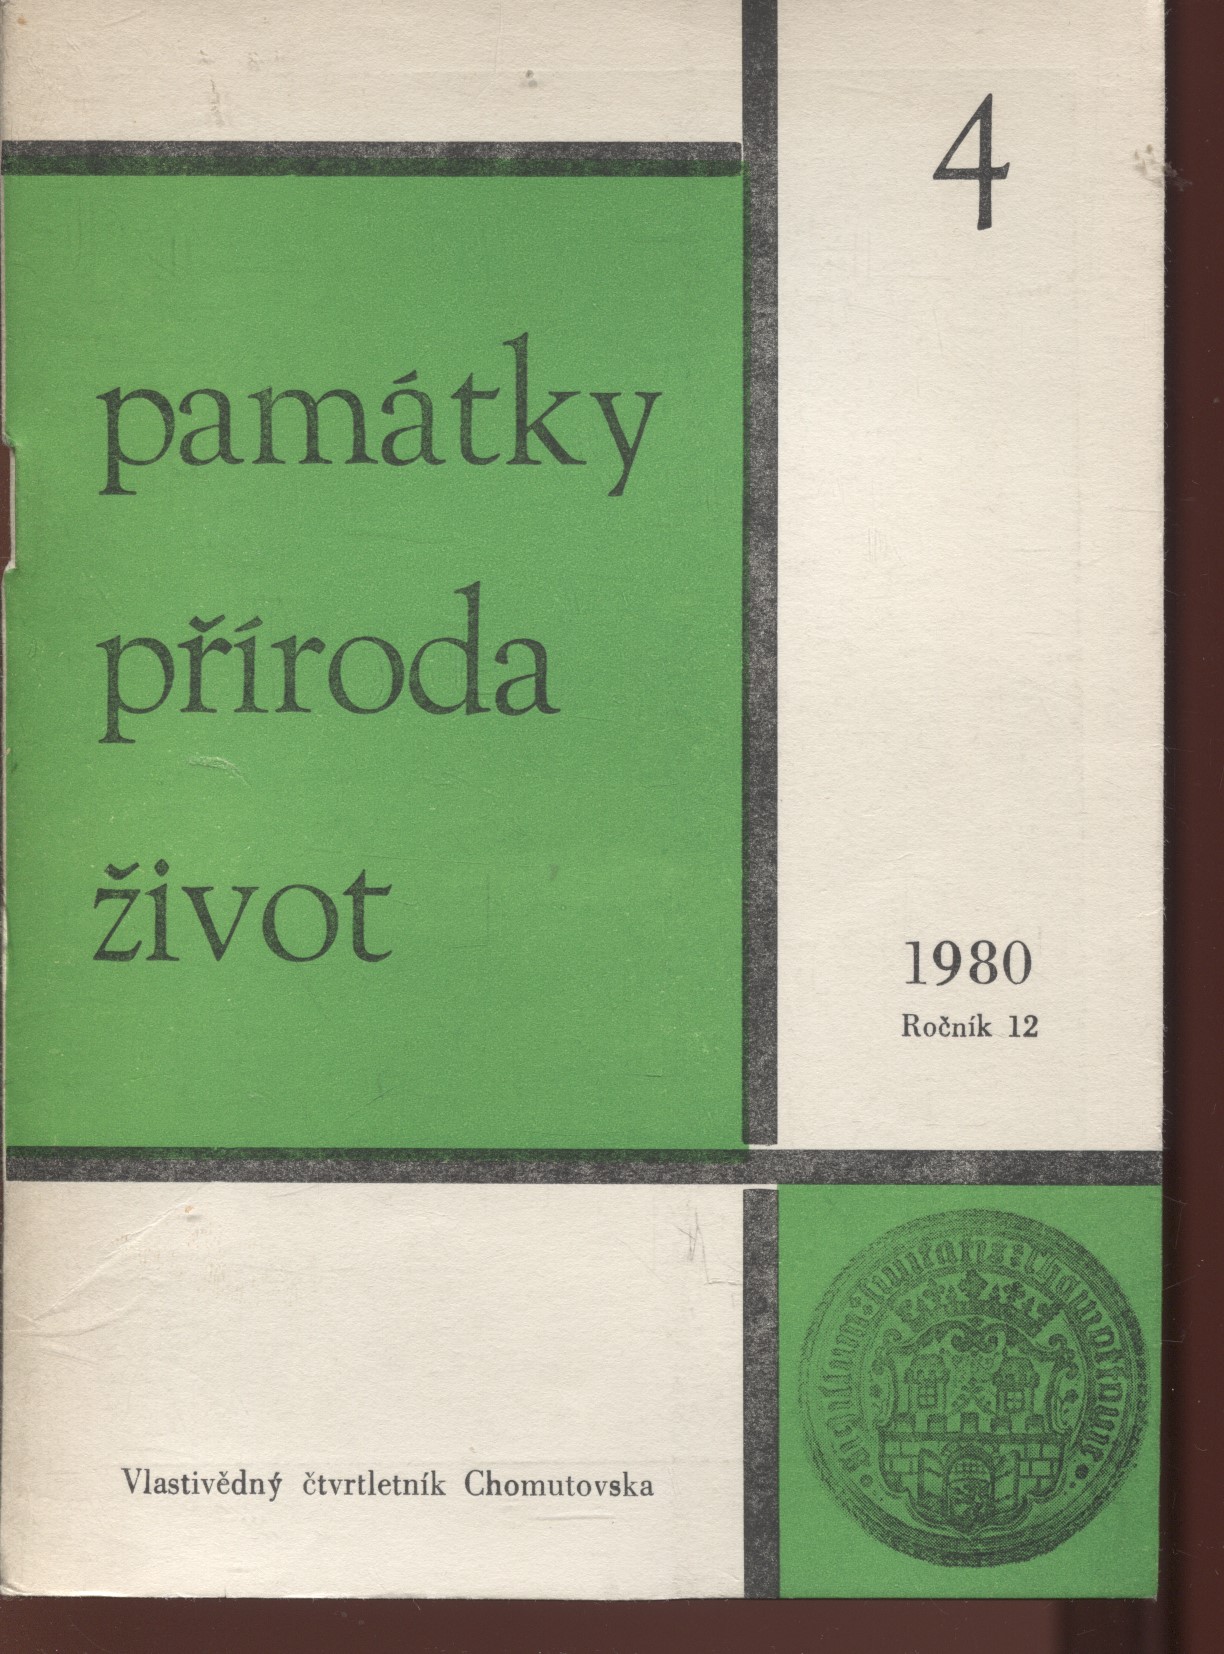 4
památky
příroda
život
1980
Ročník 12
Vlastivědný čtvrtletník Chomutovska